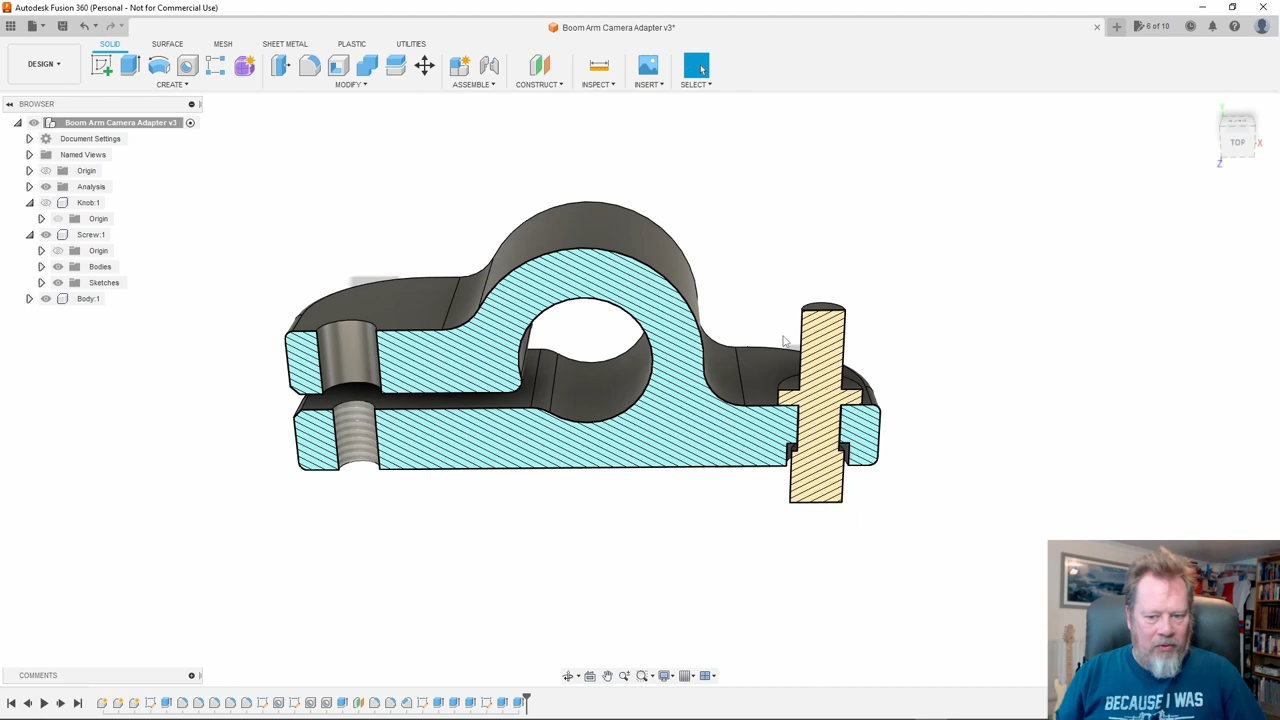 Autodesk Fusion 360 (Personal - Not for Commercial Use)
Boom Arm Camera Adapter v3*
6 of 10
DESIGN
SOLID SURFACE MESH SHEET METAL PLASTIC UTILITIES
CREATE MODIFY ASSEMBLE CONSTRUCT INSPECT INSERT SELECT
BROWSER
Boom Arm Camera Adapter v3
Document Settings
Named Views
Origin
Analysis
Knob:1
Origin
Screw:1
Origin
Bodies
Sketches
Body:1
Y
TOP
X
Z
BECAUSE I WAS
COMMENTS